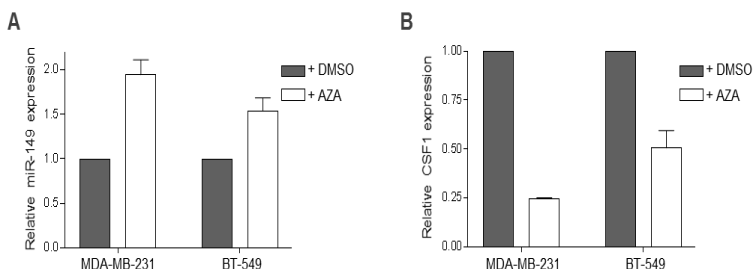 A
Relative miR-149 expression
2.0
1.5
1.0
0.5
0.0
MDA-MB-231
BT-549
+ DMSO
+ AZA
B
Relative CSF1 expression
1.00
0.75
0.50
0.25
0.00
MDA-MB-231
BT-549
+ DMSO
+ AZA